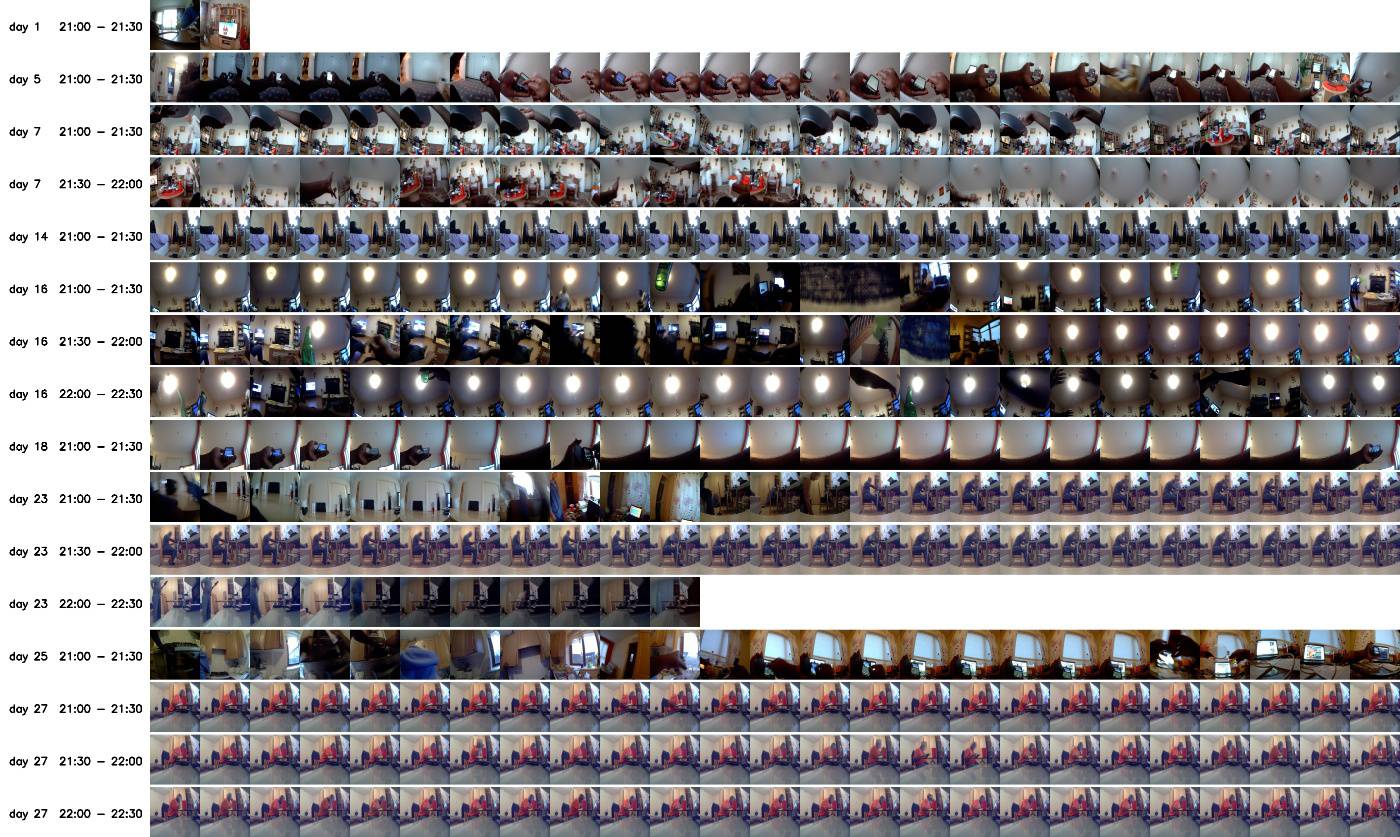 day 1 21:00 – 21:30
day 5 21:00 – 21:30
day 7 21:00 – 21:30
day 7 21:30 – 22:00
day 14 21:00 – 21:30
day 16 21:00 – 21:30
day 16 21:30 – 22:00
day 16 22:00 – 22:30
day 18 21:00 – 21:30
day 23 21:00 – 21:30
day 23 21:30 – 22:00
day 23 22:00 – 22:30
day 25 21:00 – 21:30
day 27 21:00 – 21:30
day 27 21:30 – 22:00
day 27 22:00 – 22:30